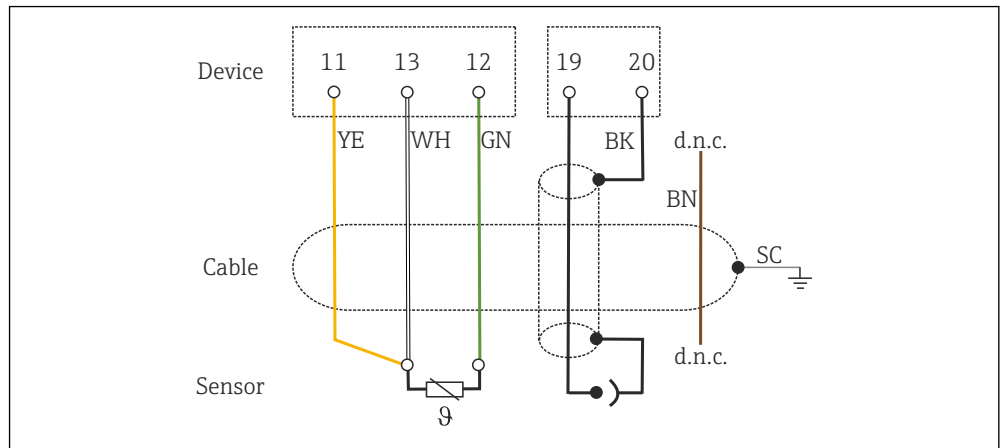 Device 11 13 12 19 20
YE WH GN BK d.n.c.
BN
Cable SC
d.n.c.
Sensor
ϑ